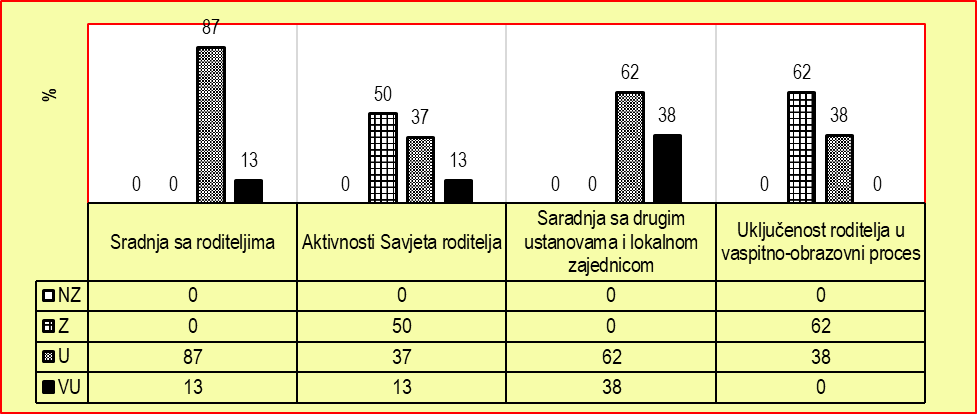 %
87
50
37
62
38
62
38
13
13
0 0
0
0 0
0
0
Sradnja sa roditeljima
Aktivnosti Savjeta roditelja
Saradnja sa drugim
ustanovama i lokalnom
zajednicom
Uključenost roditelja u
vaspitno-obrazovni proces
NZ 0 0 0 0
Z 0 50 0 62
U 87 37 62 38
VU 13 13 38 0